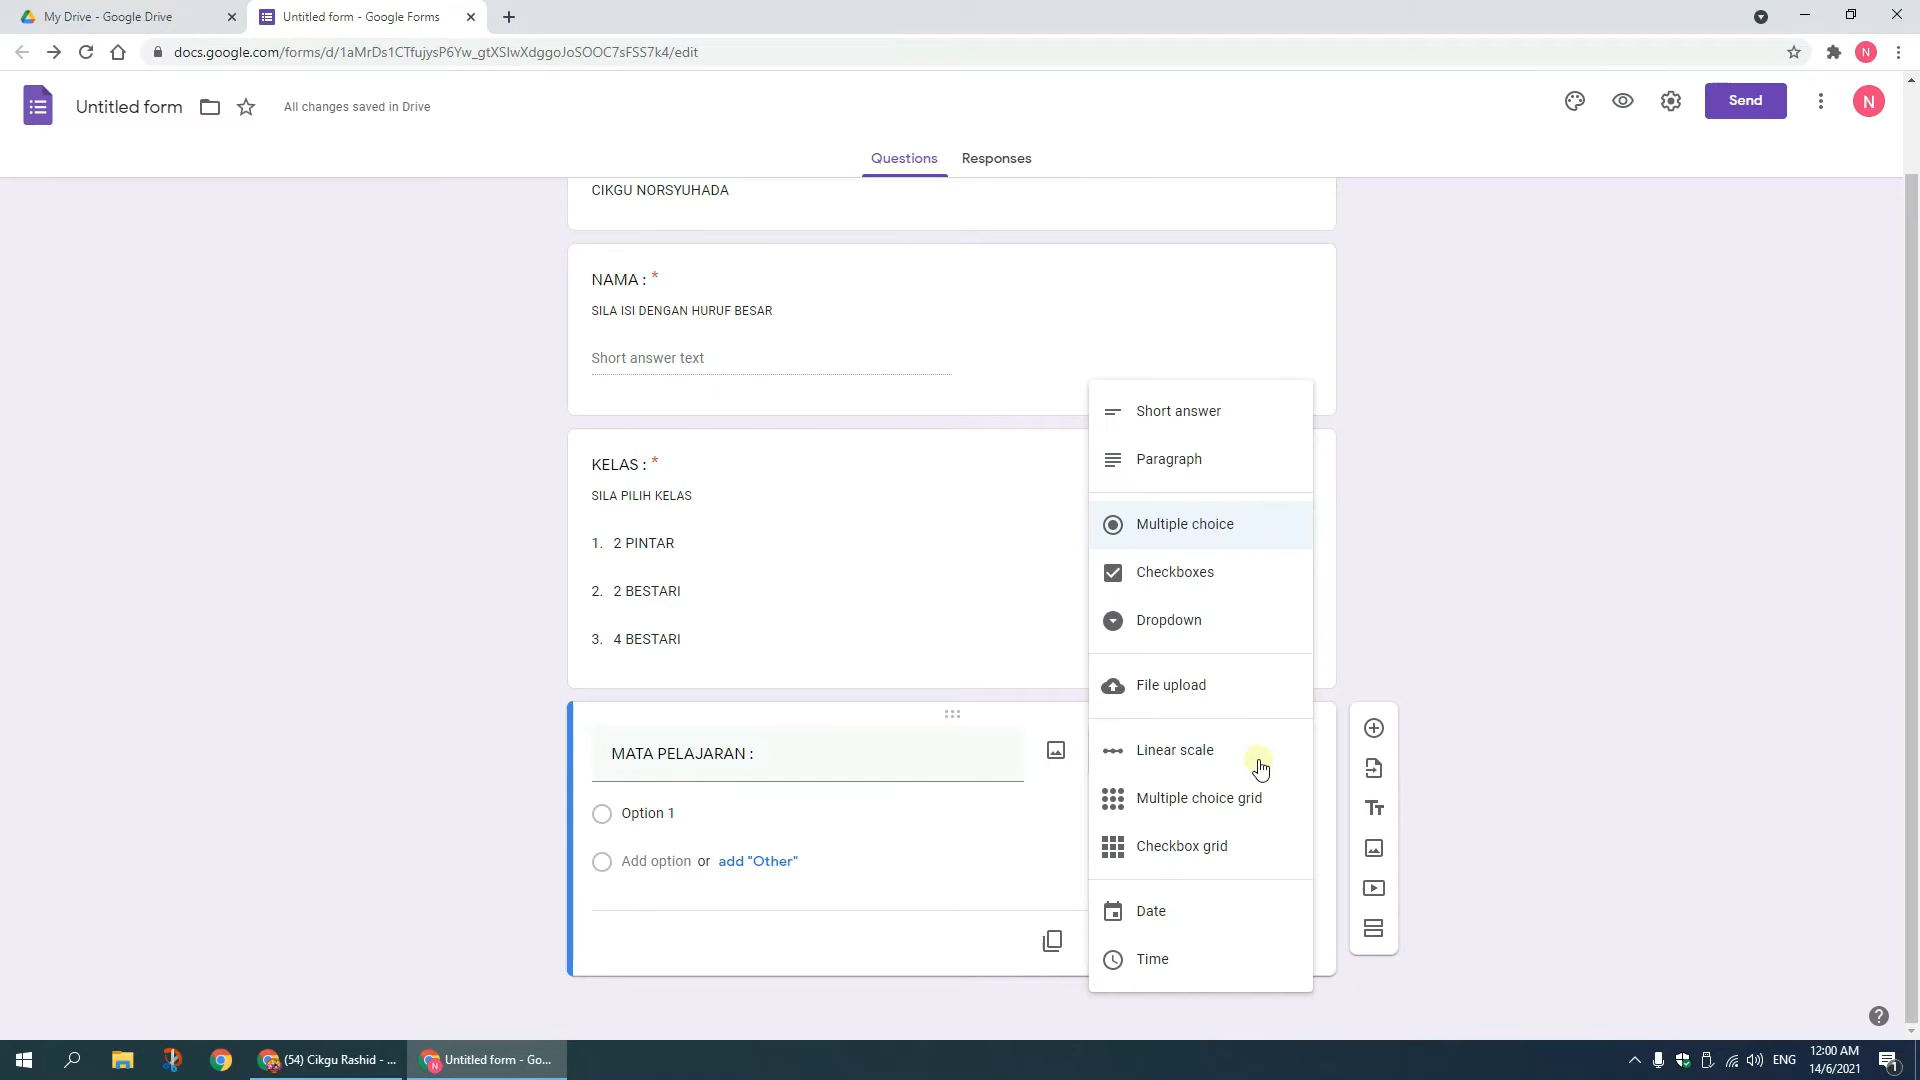 My Drive - Google Drive
Untitled form - Google Forms
docs.google.com/forms/d/1aMrDs1CTfujysP6Yw_gtXSIwXdggoJoSOOC7sFSS7k4/edit
N
Untitled form
All changes saved in Drive
Send
N
Questions
Responses
CIKGU NORSYUHADA
NAMA : *
SILA ISI DENGAN HURUF BESAR
Short answer text
KELAS : *
SILA PILIH KELAS
1. 2 PINTAR
2. 2 BESTARI
3. 4 BESTARI
MATA PELAJARAN :
Option 1
Add option or add "Other"
Short answer
Paragraph
Multiple choice
Checkboxes
Dropdown
File upload
Linear scale
Multiple choice grid
Checkbox grid
Date
Time
Tт
?
(54) Cikgu Rashid - ...
N
Untitled form - Go...
ENG
12:00 AM
14/6/2021
1